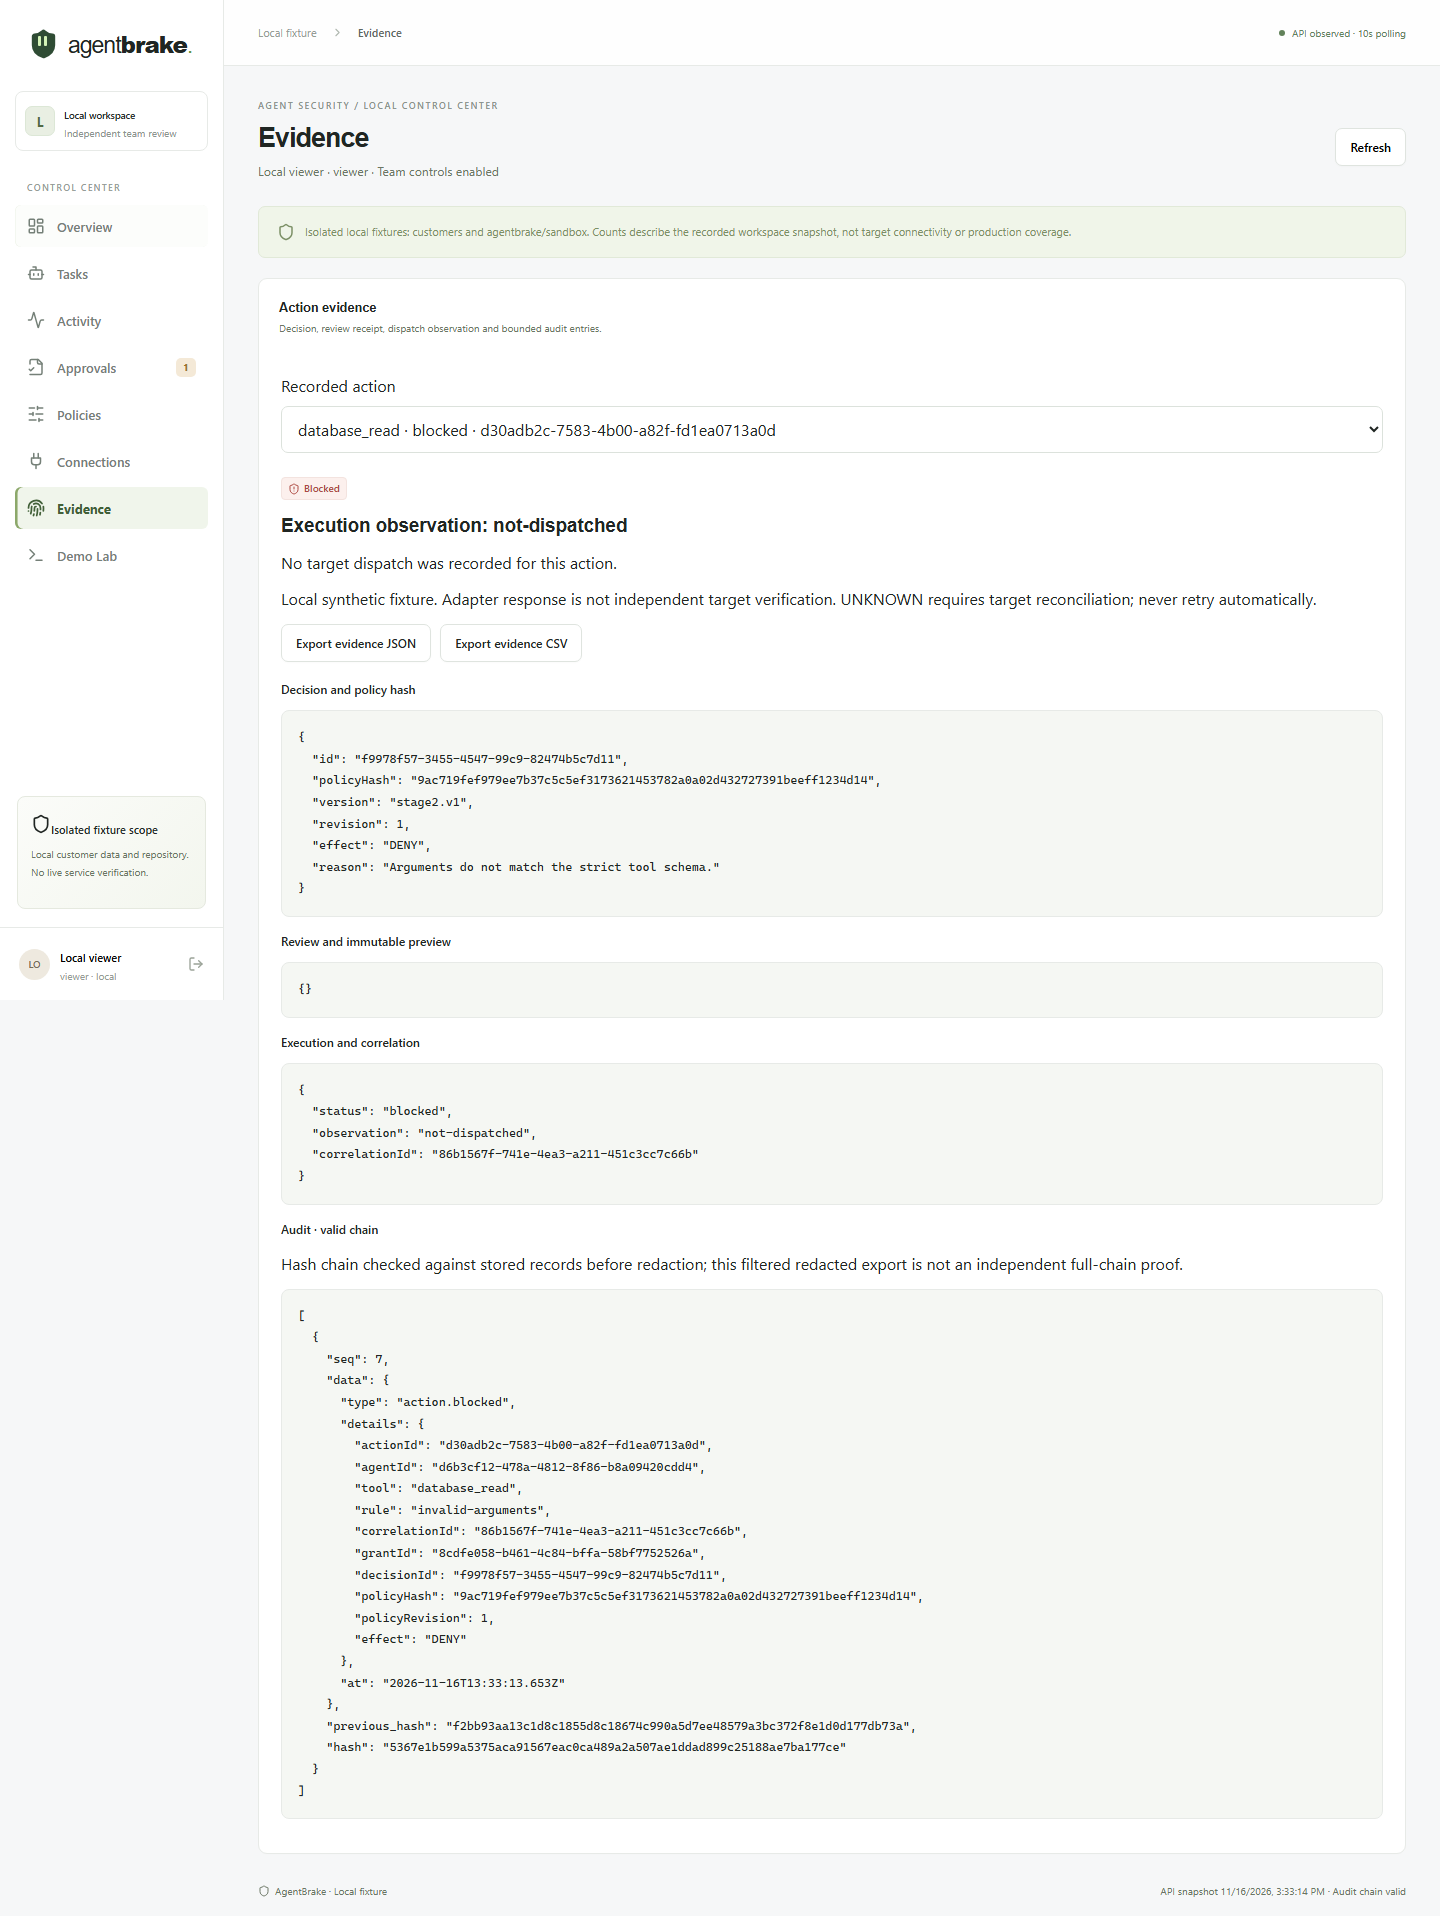 agentbrake.
L
Local workspace
Independent team review
CONTROL CENTER
Overview
Tasks
Activity
Approvals 1
Policies
Connections
Evidence
Demo Lab
Isolated fixture scope
Local customer data and repository.
No live service verification.
LO
Local viewer
viewer · local
Local fixture > Evidence
API observed · 10s polling
AGENT SECURITY / LOCAL CONTROL CENTER
Evidence
Local viewer · viewer · Team controls enabled
Refresh
Isolated local fixtures: customers and agentbrake/sandbox. Counts describe the recorded workspace snapshot, not target connectivity or production coverage.
Action evidence
Decision, review receipt, dispatch observation and bounded audit entries.
Recorded action
database_read · blocked · d30adb2c-7583-4b00-a82f-fd1ea0713a0d
Blocked
Execution observation: not-dispatched
No target dispatch was recorded for this action.
Local synthetic fixture. Adapter response is not independent target verification. UNKNOWN requires target reconciliation; never retry automatically.
Export evidence JSON
Export evidence CSV
Decision and policy hash
{
"id": "f9978f57-3455-4547-99c9-82474b5c7d11",
"policyHash": "9ac719fef979ee7b37c5c5ef3173621453782a0a02d432727391beeff1234d14",
"version": "stage2.v1",
"revision": 1,
"effect": "DENY",
"reason": "Arguments do not match the strict tool schema."
}
Review and immutable preview
{}
Execution and correlation
{
"status": "blocked",
"observation": "not-dispatched",
"correlationId": "86b1567f-741e-4ea3-a211-451c3cc7c66b"
}
Audit · valid chain
Hash chain checked against stored records before redaction; this filtered redacted export is not an independent full-chain proof.
[
{
"seq": 7,
"data": {
"type": "action.blocked",
"details": {
"actionId": "d30adb2c-7583-4b00-a82f-fd1ea0713a0d",
"agentId": "d6b3cf12-478a-4812-8f86-b8a09420cdd4",
"tool": "database_read",
"rule": "invalid-arguments",
"correlationId": "86b1567f-741e-4ea3-a211-451c3cc7c66b",
"grantId": "8cdfe058-b461-4c84-bffa-58bf7752526a",
"decisionId": "f9978f57-3455-4547-99c9-82474b5c7d11",
"policyHash": "9ac719fef979ee7b37c5c5ef3173621453782a0a02d432727391beeff1234d14",
"policyRevision": 1,
"effect": "DENY"
},
"at": "2026-11-16T13:33:13.653Z"
},
"previous_hash": "f2bb93aa13c1d8c1855d8c18674c990a5d7ee48579a3bc372f8e1d0d177db73a",
"hash": "5367e1b599a5375aca91567eac0ca489a2a507ae1ddad899c25188ae7ba177ce"
}
]
AgentBrake · Local fixture
API snapshot 11/16/2026, 3:33:14 PM · Audit chain valid